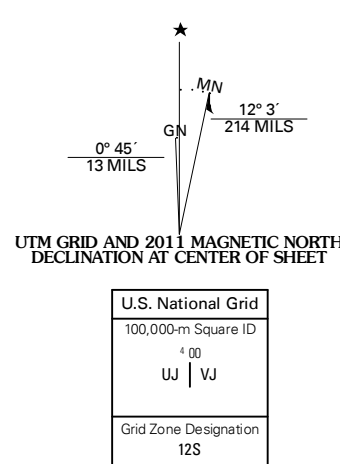 ★
MN
GN
12° 3´
214 MILS
0° 45´
13 MILS
UTM GRID AND 2011 MAGNETIC NORTH
DECLINATION AT CENTER OF SHEET
U.S. National Grid
100,000-m Square ID
4 00
UJ | VJ
Grid Zone Designation
12S